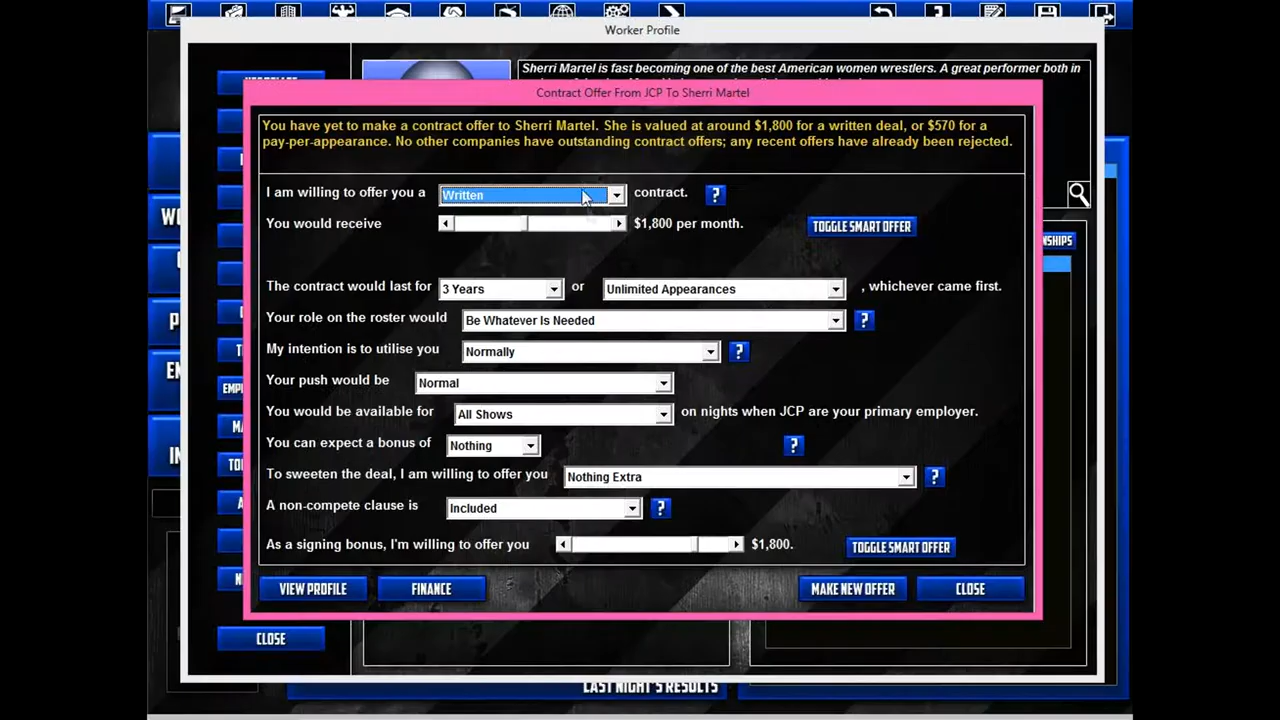 Worker Profile
Sherri Martel is fast becoming one of the best American women wrestlers. A great performer both in
Contract Offer From JCP To Sherri Martel
You have yet to make a contract offer to Sherri Martel. She is valued at around $1,800 for a written deal, or $570 for a
pay-per-appearance. No other companies have outstanding contract offers; any recent offers have already been rejected.
I am willing to offer you a Written contract. ?
You would receive $1,800 per month. TOGGLE SMART OFFER
The contract would last for 3 Years or Unlimited Appearances , whichever came first.
Your role on the roster would Be Whatever Is Needed ?
My intention is to utilise you Normally ?
Your push would be Normal
You would be available for All Shows on nights when JCP are your primary employer.
You can expect a bonus of Nothing ?
To sweeten the deal, I am willing to offer you Nothing Extra ?
A non-compete clause is Included ?
As a signing bonus, I'm willing to offer you $1,800. TOGGLE SMART OFFER
VIEW PROFILE FINANCE MAKE NEW OFFER CLOSE
CLOSE
LAST NIGHT'S RESULTS